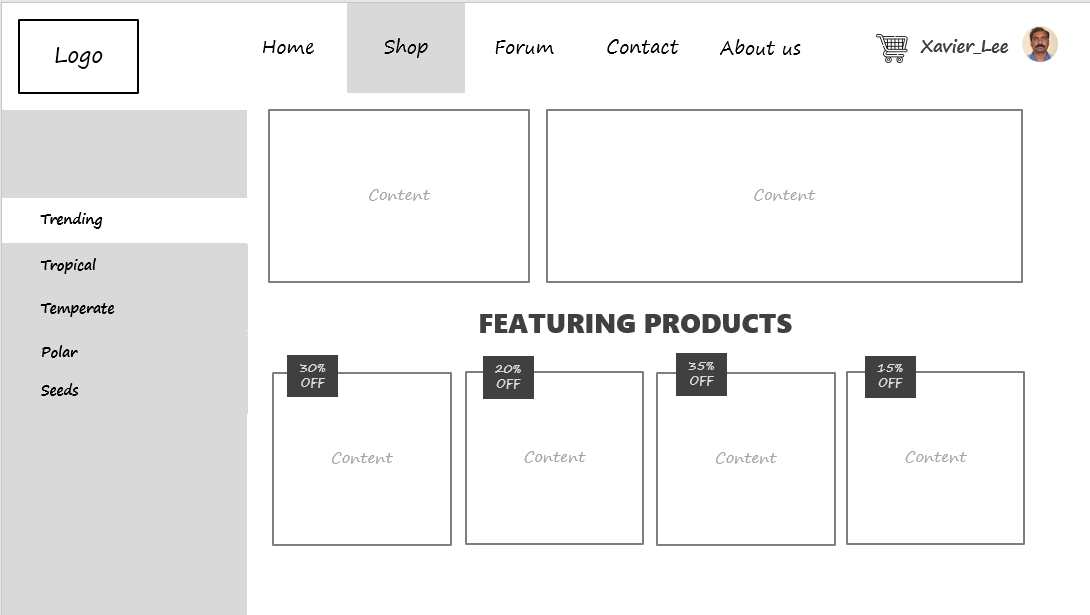 Logo
Home
Shop
Forum
Contact
About us
Xavier_Lee
Trending
Tropical
Temperate
Polar
Seeds
Content
Content
FEATURING PRODUCTS
30%
OFF
Content
20%
OFF
Content
35%
OFF
Content
15%
OFF
Content